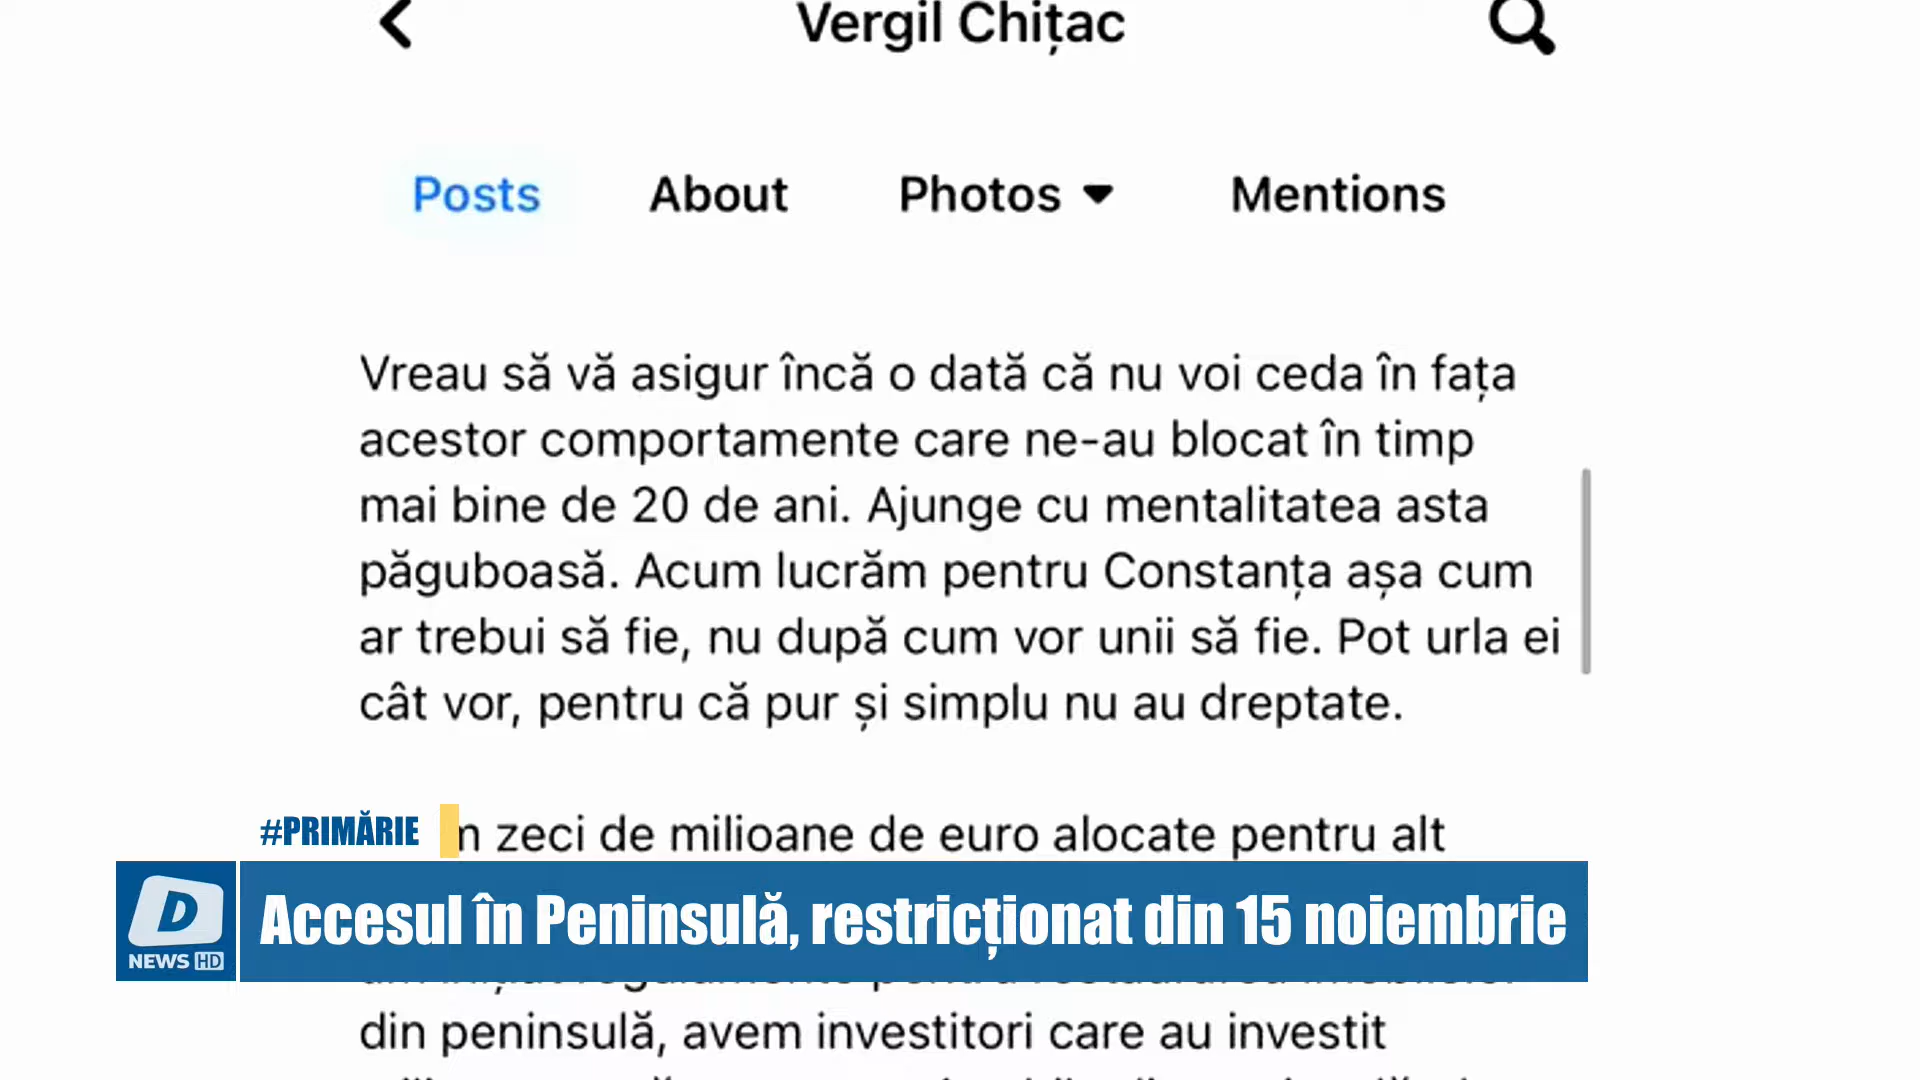 Vergil Chițac
Posts About Photos Mentions
Vreau să vă asigur încă o dată că nu voi ceda în fața
acestor comportamente care ne-au blocat în timp
mai bine de 20 de ani. Ajunge cu mentalitatea asta
păguboasă. Acum lucrăm pentru Constanța așa cum
ar trebui să fie, nu după cum vor unii să fie. Pot urla ei
cât vor, pentru că pur și simplu nu au dreptate.
#PRIMĂRIE
zeci de milioane de euro alocate pentru alt
Accesul în Peninsulă, restricționat din 15 noiembrie
D
NEWS HD
din peninsulă, avem investitori care au investit